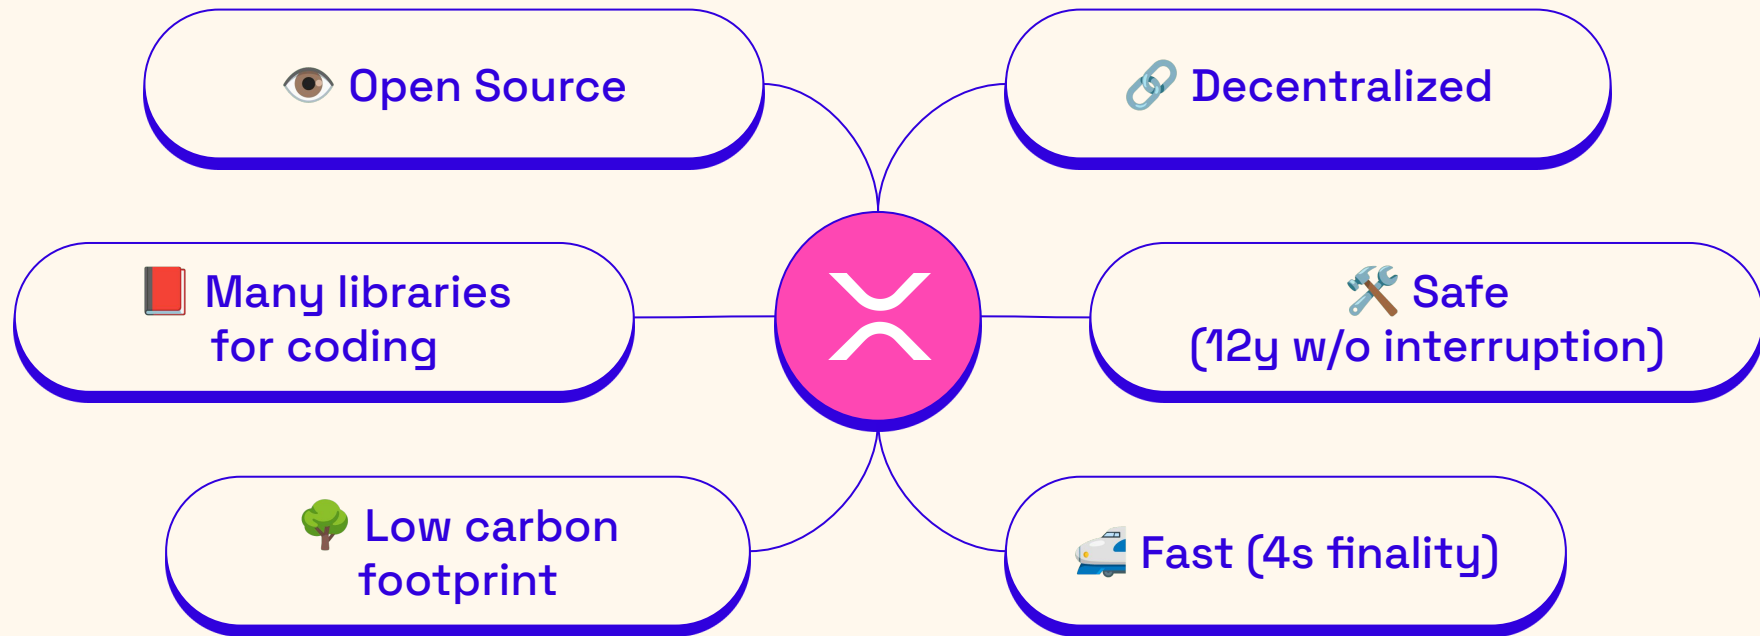 👁️ Open Source
🔗 Decentralized
📕 Many libraries
for coding
🛠️ Safe
(12y w/o interruption)
🌳 Low carbon
footprint
🚅 Fast (4s finality)